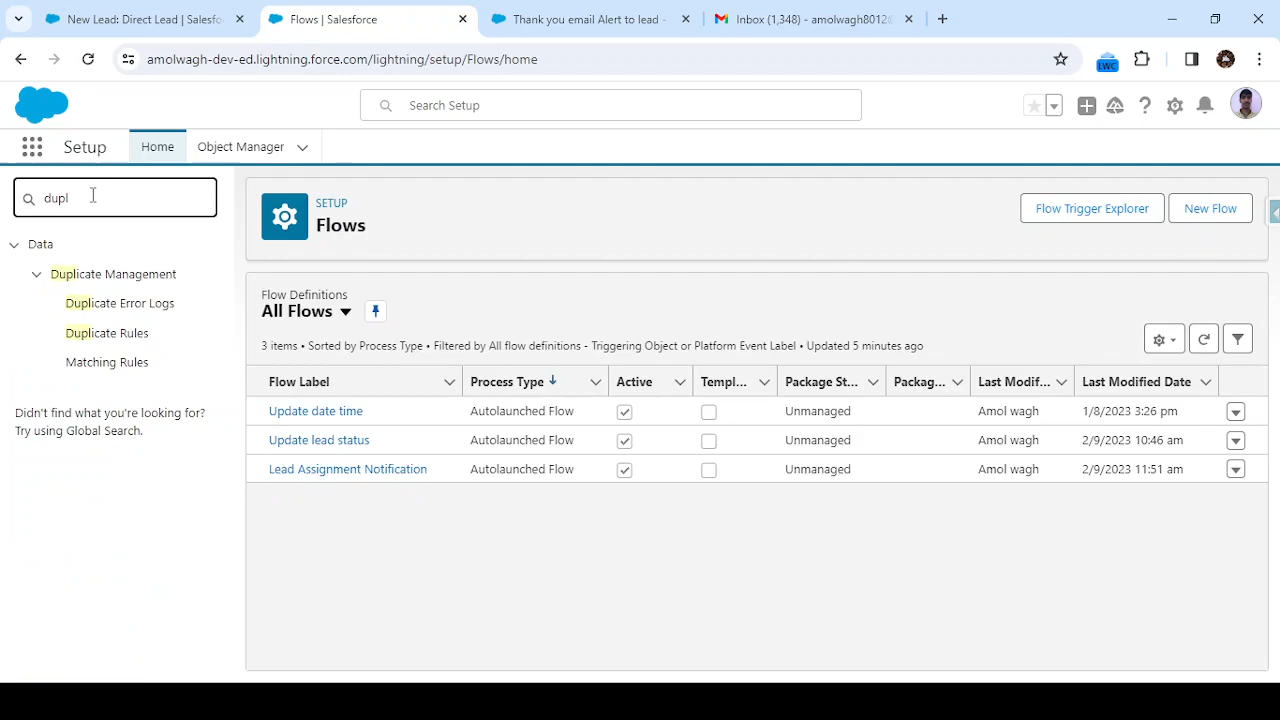 New Lead: Direct Lead | Salesfo
Flows | Salesforce
Thank you email Alert to lead -
Inbox (1,348) - amolwagh8012@
amolwagh-dev-ed.lightning.force.com/lightning/setup/Flows/home
LWC
Search Setup
Setup
Home
Object Manager
dupl
Data
Duplicate Management
Duplicate Error Logs
Duplicate Rules
Matching Rules
Didn't find what you're looking for?
Try using Global Search.
SETUP
Flows
Flow Trigger Explorer
New Flow
Flow Definitions
All Flows
3 items • Sorted by Process Type • Filtered by All flow definitions - Triggering Object or Platform Event Label • Updated 5 minutes ago
Flow Label Process Type Active Templ... Package St... Packag... Last Modif... Last Modified Date
Update date time Autolaunched Flow Unmanaged Amol wagh 1/8/2023 3:26 pm
Update lead status Autolaunched Flow Unmanaged Amol wagh 2/9/2023 10:46 am
Lead Assignment Notification Autolaunched Flow Unmanaged Amol wagh 2/9/2023 11:51 am